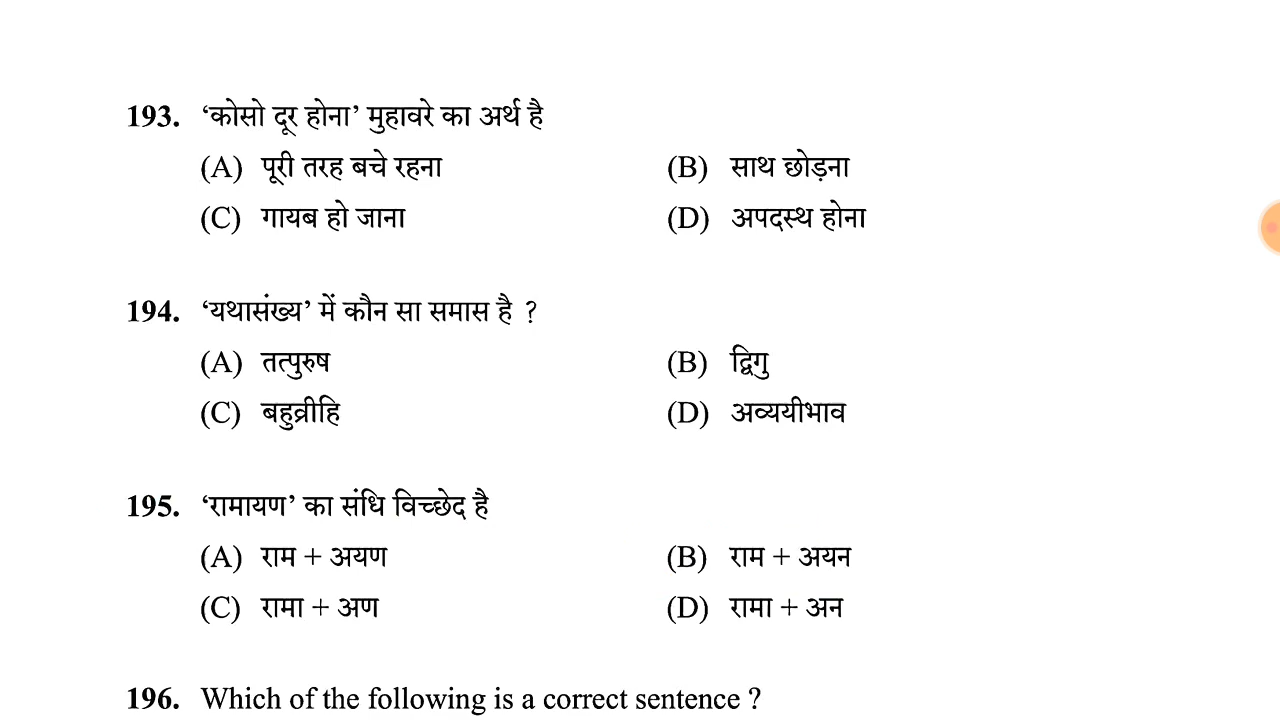 193. ‘कोसो दूर होना’ मुहावरे का अर्थ है
(A) पूरी तरह बचे रहना (B) साथ छोड़ना
(C) गायब हो जाना (D) अपदस्थ होना
194. ‘यथासंख्य’ में कौन सा समास है ?
(A) तत्पुरुष (B) द्विगु
(C) बहुव्रीहि (D) अव्ययीभाव
195. ‘रामायण’ का संधि विच्छेद है
(A) राम + अयण (B) राम + अयन
(C) रामा + अण (D) रामा + अन
196. Which of the following is a correct sentence ?